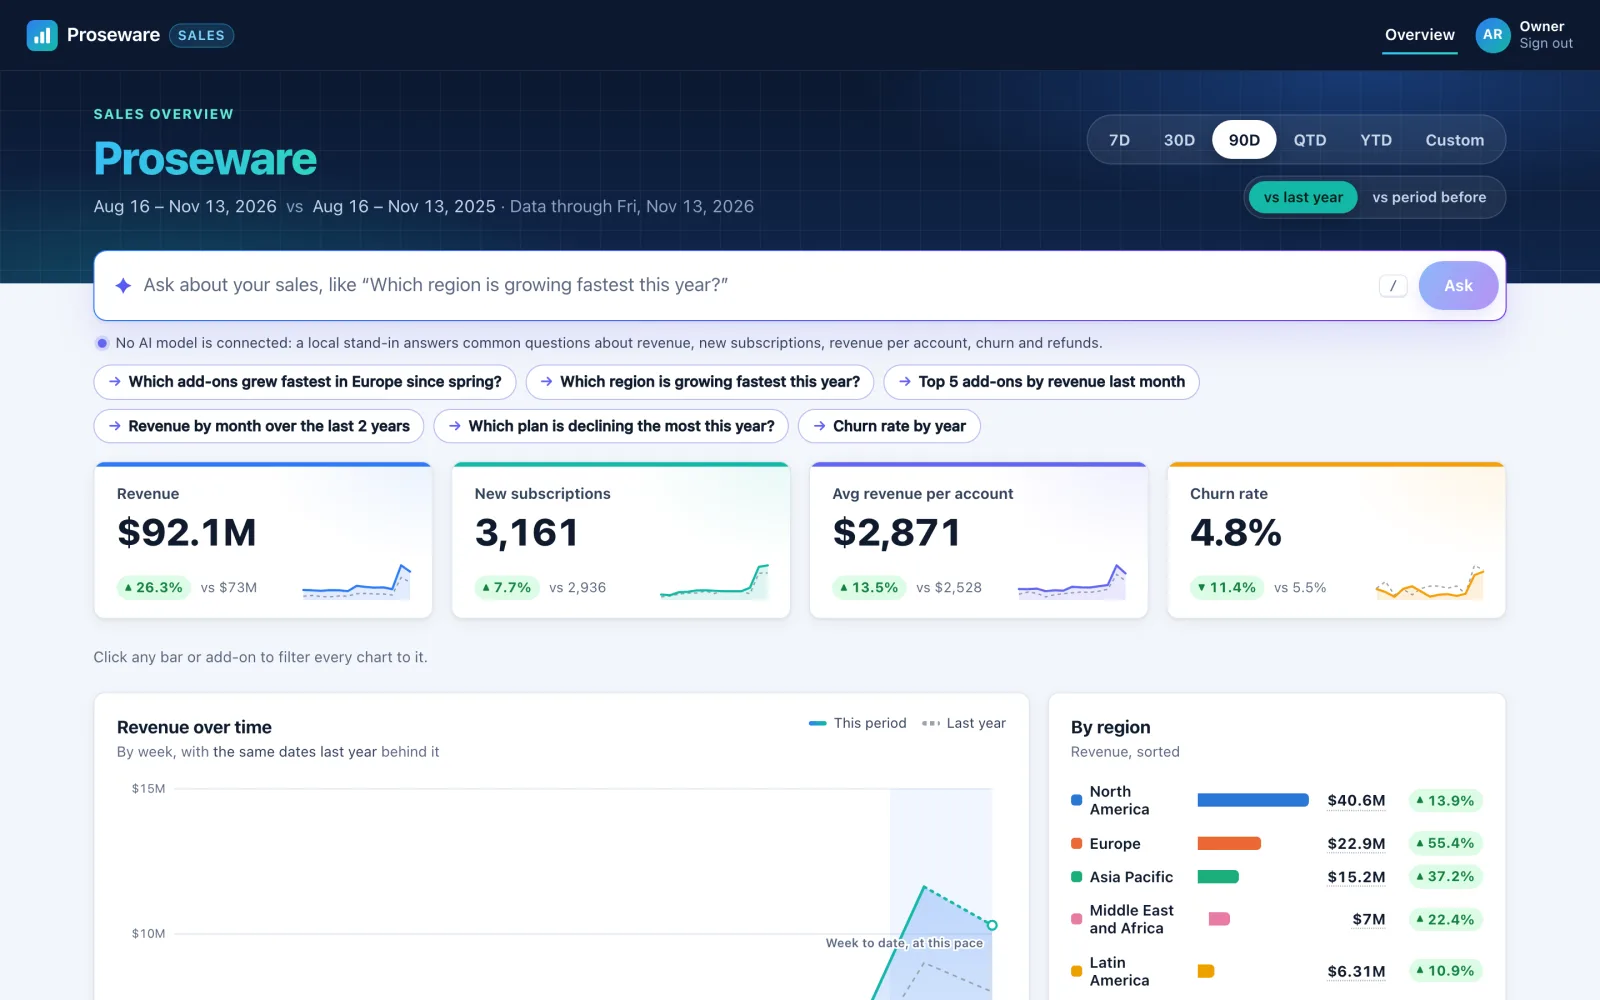 Proseware SALES
Overview
AR
Owner
Sign out
SALES OVERVIEW
Proseware
Aug 16 – Nov 13, 2026 vs Aug 16 – Nov 13, 2025 · Data through Fri, Nov 13, 2026
7D 30D 90D QTD YTD Custom
vs last year vs period before
Ask about your sales, like “Which region is growing fastest this year?”
/
Ask
No AI model is connected: a local stand-in answers common questions about revenue, new subscriptions, revenue per account, churn and refunds.
→ Which add-ons grew fastest in Europe since spring?
→ Which region is growing fastest this year?
→ Top 5 add-ons by revenue last month
→ Revenue by month over the last 2 years
→ Which plan is declining the most this year?
→ Churn rate by year
Revenue
$92.1M
▲ 26.3% vs $73M
New subscriptions
3,161
▲ 7.7% vs 2,936
Avg revenue per account
$2,871
▲ 13.5% vs $2,528
Churn rate
4.8%
▼ 11.4% vs 5.5%
Click any bar or add-on to filter every chart to it.
Revenue over time
By week, with the same dates last year behind it
This period Last year
$15M
$10M
Week to date, at this pace
By region
Revenue, sorted
North
America
$40.6M ▲ 13.9%
Europe $22.9M ▲ 55.4%
Asia Pacific $15.2M ▲ 37.2%
Middle East
and Africa
$7M ▲ 22.4%
Latin
America
$6.31M ▲ 10.9%